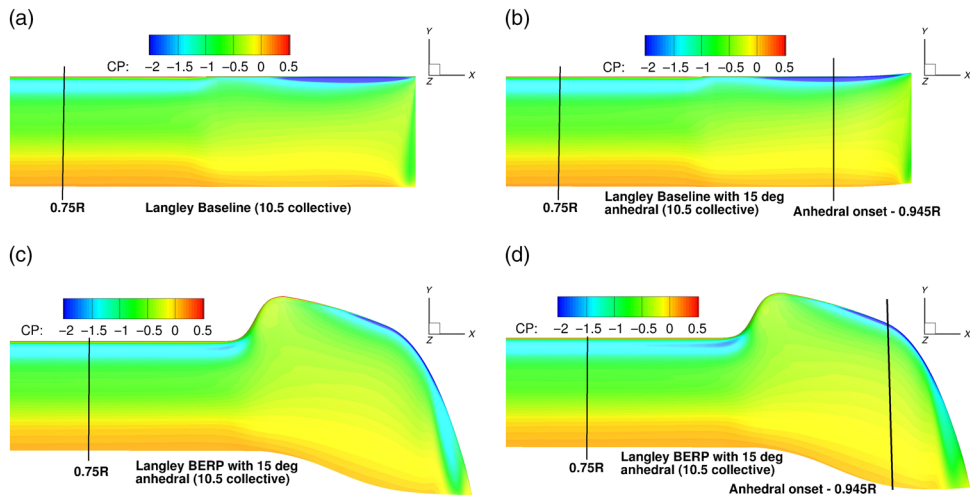 (a)
CP: −2 −1.5 −1 −0.5 0 0.5
Y
Z X
0.75R
Langley Baseline (10.5 collective)
(b)
CP: −2 −1.5 −1 −0.5 0 0.5
Y
Z X
0.75R
Langley Baseline with 15 deg
anhedral (10.5 collective)
Anhedral onset - 0.945R
(c)
CP: −2 −1.5 −1 −0.5 0 0.5
Y
Z X
0.75R
Langley BERP with 15 deg
anhedral (10.5 collective)
(d)
CP: −2 −1.5 −1 −0.5 0 0.5
Y
Z X
0.75R
Langley BERP with 15 deg
anhedral (10.5 collective)
Anhedral onset - 0.945R